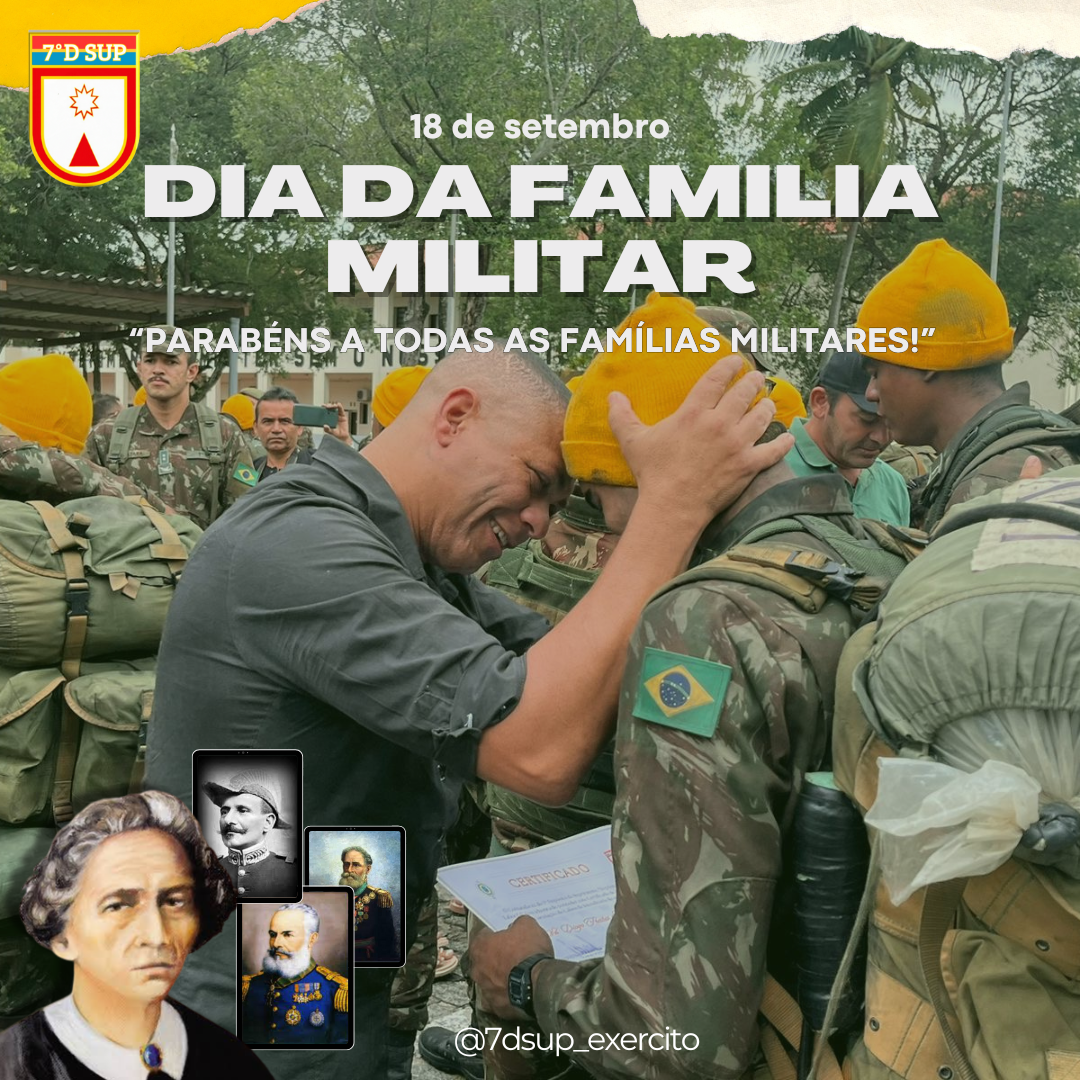 7°D SUP
18 de setembro
DIA DA FAMILIA
MILITAR
“PARABÉNS A TODAS AS FAMÍLIAS MILITARES!”
CERTIFICADO
@7dsup_exercito